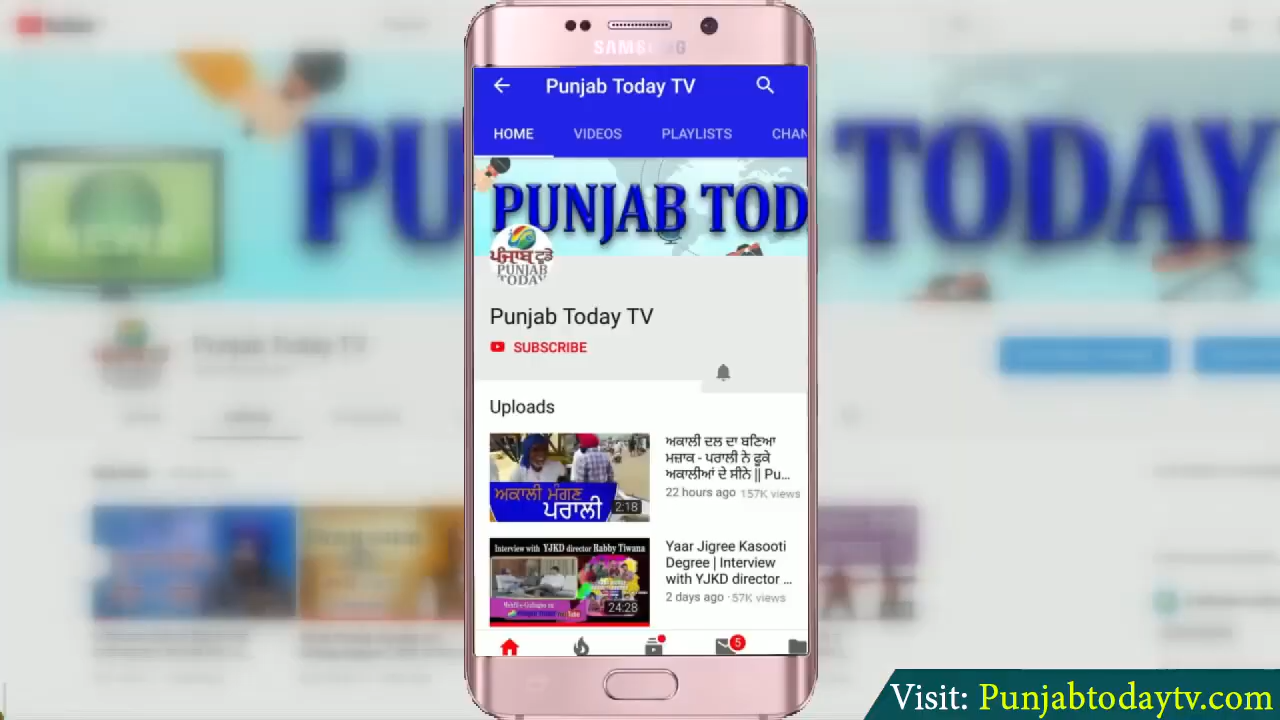 SAMSUNG
Punjab Today TV
HOME VIDEOS PLAYLISTS CHAN
PUNJAB TOD
ਪੰਜਾਬ ਟੂਡੇ
PUNJAB
TODAY
Punjab Today TV
SUBSCRIBE
Uploads
ਅਕਾਲੀ ਮੰਗਣ
ਪਰਾਲੀ
2:18
ਅਕਾਲੀ ਦਲ ਦਾ ਬਣਿਆ
ਮਜ਼ਾਕ - ਪਰਾਲੀ ਨੇ ਫੂਕੇ
ਅਕਾਲੀਆਂ ਦੇ ਸੀਨੇ || Pu...
22 hours ago 157K views
Interview with YJKD director Rabby Tiwana
24:28
Yaar Jigree Kasooti
Degree | Interview
with YJKD director ...
2 days ago · 57K views
5
PU TODAY
Visit: Punjabtodaytv.com